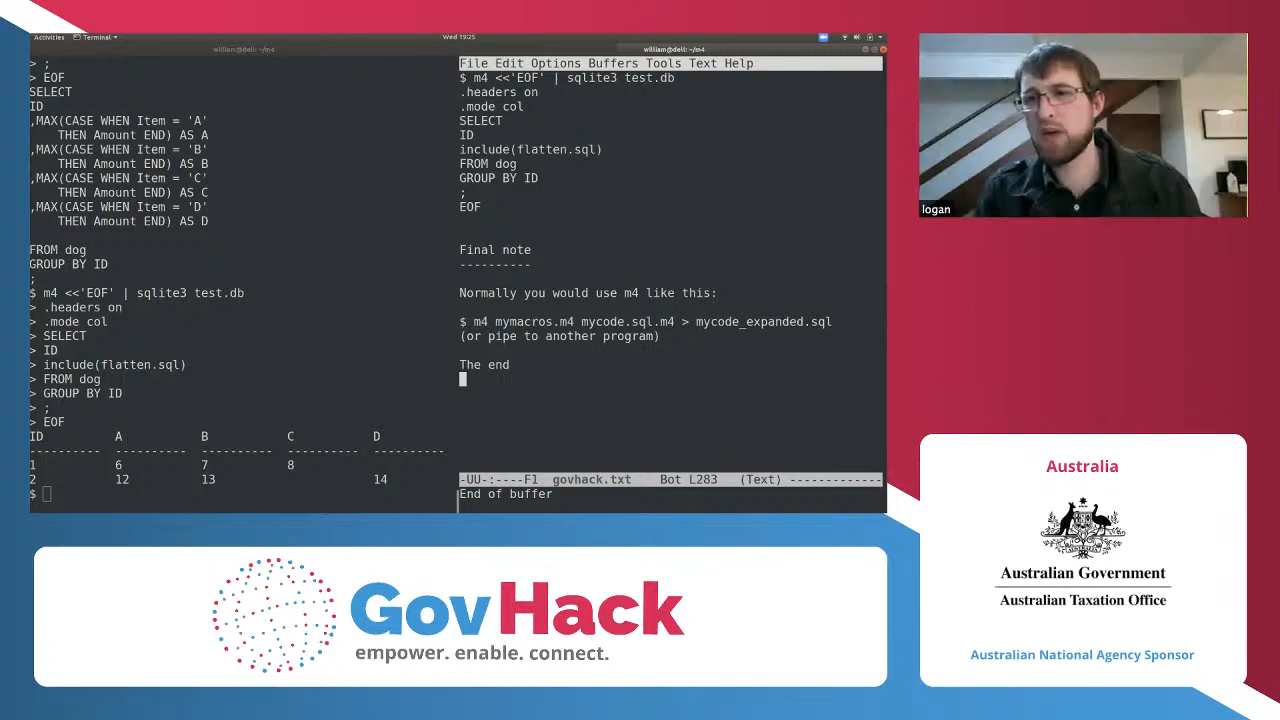 Activities
Terminal
Wed 19:25
william@dell: ~/m4
> ;
> EOF
SELECT
ID
,MAX(CASE WHEN Item = 'A'
THEN Amount END) AS A
,MAX(CASE WHEN Item = 'B'
THEN Amount END) AS B
,MAX(CASE WHEN Item = 'C'
THEN Amount END) AS C
,MAX(CASE WHEN Item = 'D'
THEN Amount END) AS D
FROM dog
GROUP BY ID
;
$ m4 <<'EOF' | sqlite3 test.db
> .headers on
> .mode col
> SELECT
> ID
> include(flatten.sql)
> FROM dog
> GROUP BY ID
> ;
> EOF
ID A B C D
---------- ---------- ---------- ---------- ----------
1 6 7 8
2 12 13 14
$
william@dell: ~/m4
File Edit Options Buffers Tools Text Help
$ m4 <<'EOF' | sqlite3 test.db
.headers on
.mode col
SELECT
ID
include(flatten.sql)
FROM dog
GROUP BY ID
;
EOF
Final note
----------
Normally you would use m4 like this:
$ m4 mymacros.m4 mycode.sql.m4 > mycode_expanded.sql
(or pipe to another program)
The end
-UU-:----F1 govhack.txt Bot L283 (Text) -------------
End of buffer
logan
GovHack
empower. enable. connect.
Australia
Australian Government
Australian Taxation Office
Australian National Agency Sponsor